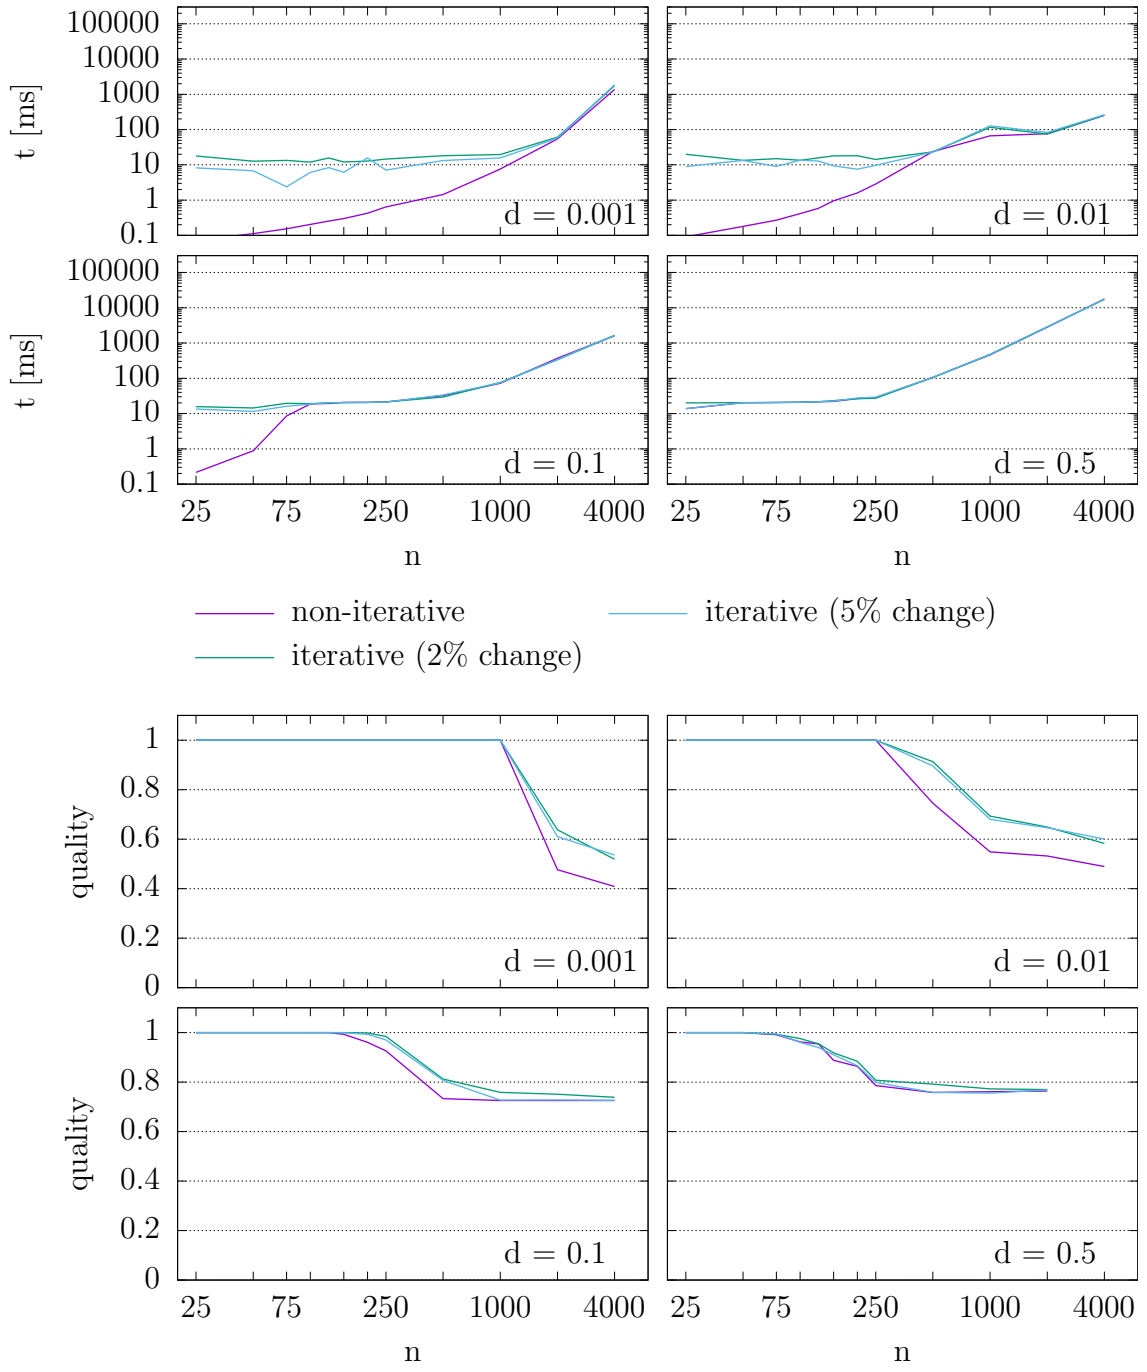 100000
10000
1000
100
10
1
0.1
t [ms]
d = 0.001
d = 0.01
100000
10000
1000
100
10
1
0.1
t [ms]
d = 0.1
d = 0.5
25 75 250 1000 4000
25 75 250 1000 4000
n
n
non-iterative
iterative (5% change)
iterative (2% change)
1
0.8
0.6
0.4
0.2
0
quality
d = 0.001
d = 0.01
1
0.8
0.6
0.4
0.2
0
quality
d = 0.1
d = 0.5
25 75 250 1000 4000
25 75 250 1000 4000
n
n